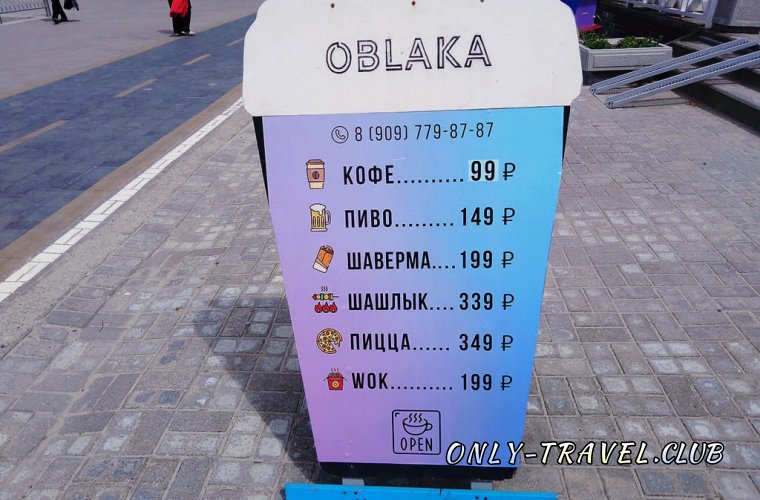 OBLAKA
8 (909) 779-87-87
КОФЕ.......... 99 ₽
ПИВО......... 149 ₽
ШАВЕРМА.... 199 ₽
ШАШЛЫК.... 339 ₽
ПИЦЦА...... 349 ₽
WOK.......... 199 ₽
OPEN
ONLY-TRAVEL.CLUB